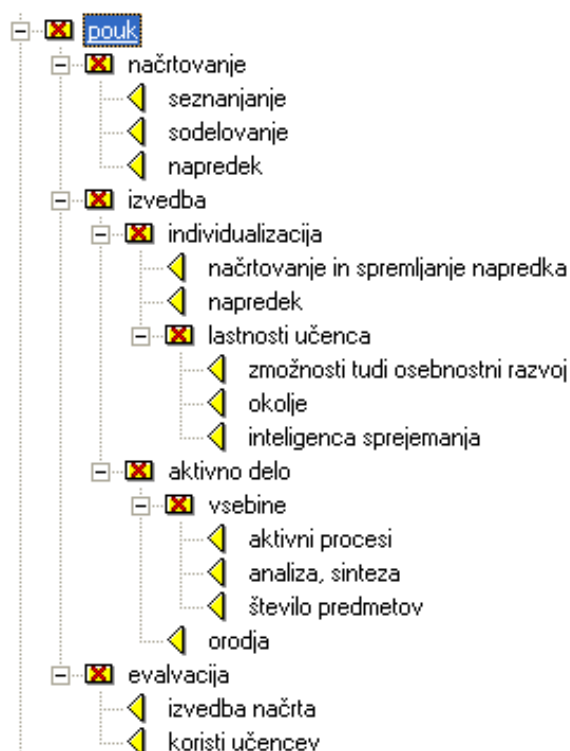 pouk
načrtovanje
seznanjanje
sodelovanje
napredek
izvedba
individualizacija
načrtovanje in spremljanje napredka
napredek
lastnosti učenca
zmožnosti tudi osebnostni razvoj
okolje
inteligenca sprejemanja
aktivno delo
vsebine
aktivni procesi
analiza, sinteza
število predmetov
orodja
evalvacija
izvedba načrta
koristi učencev